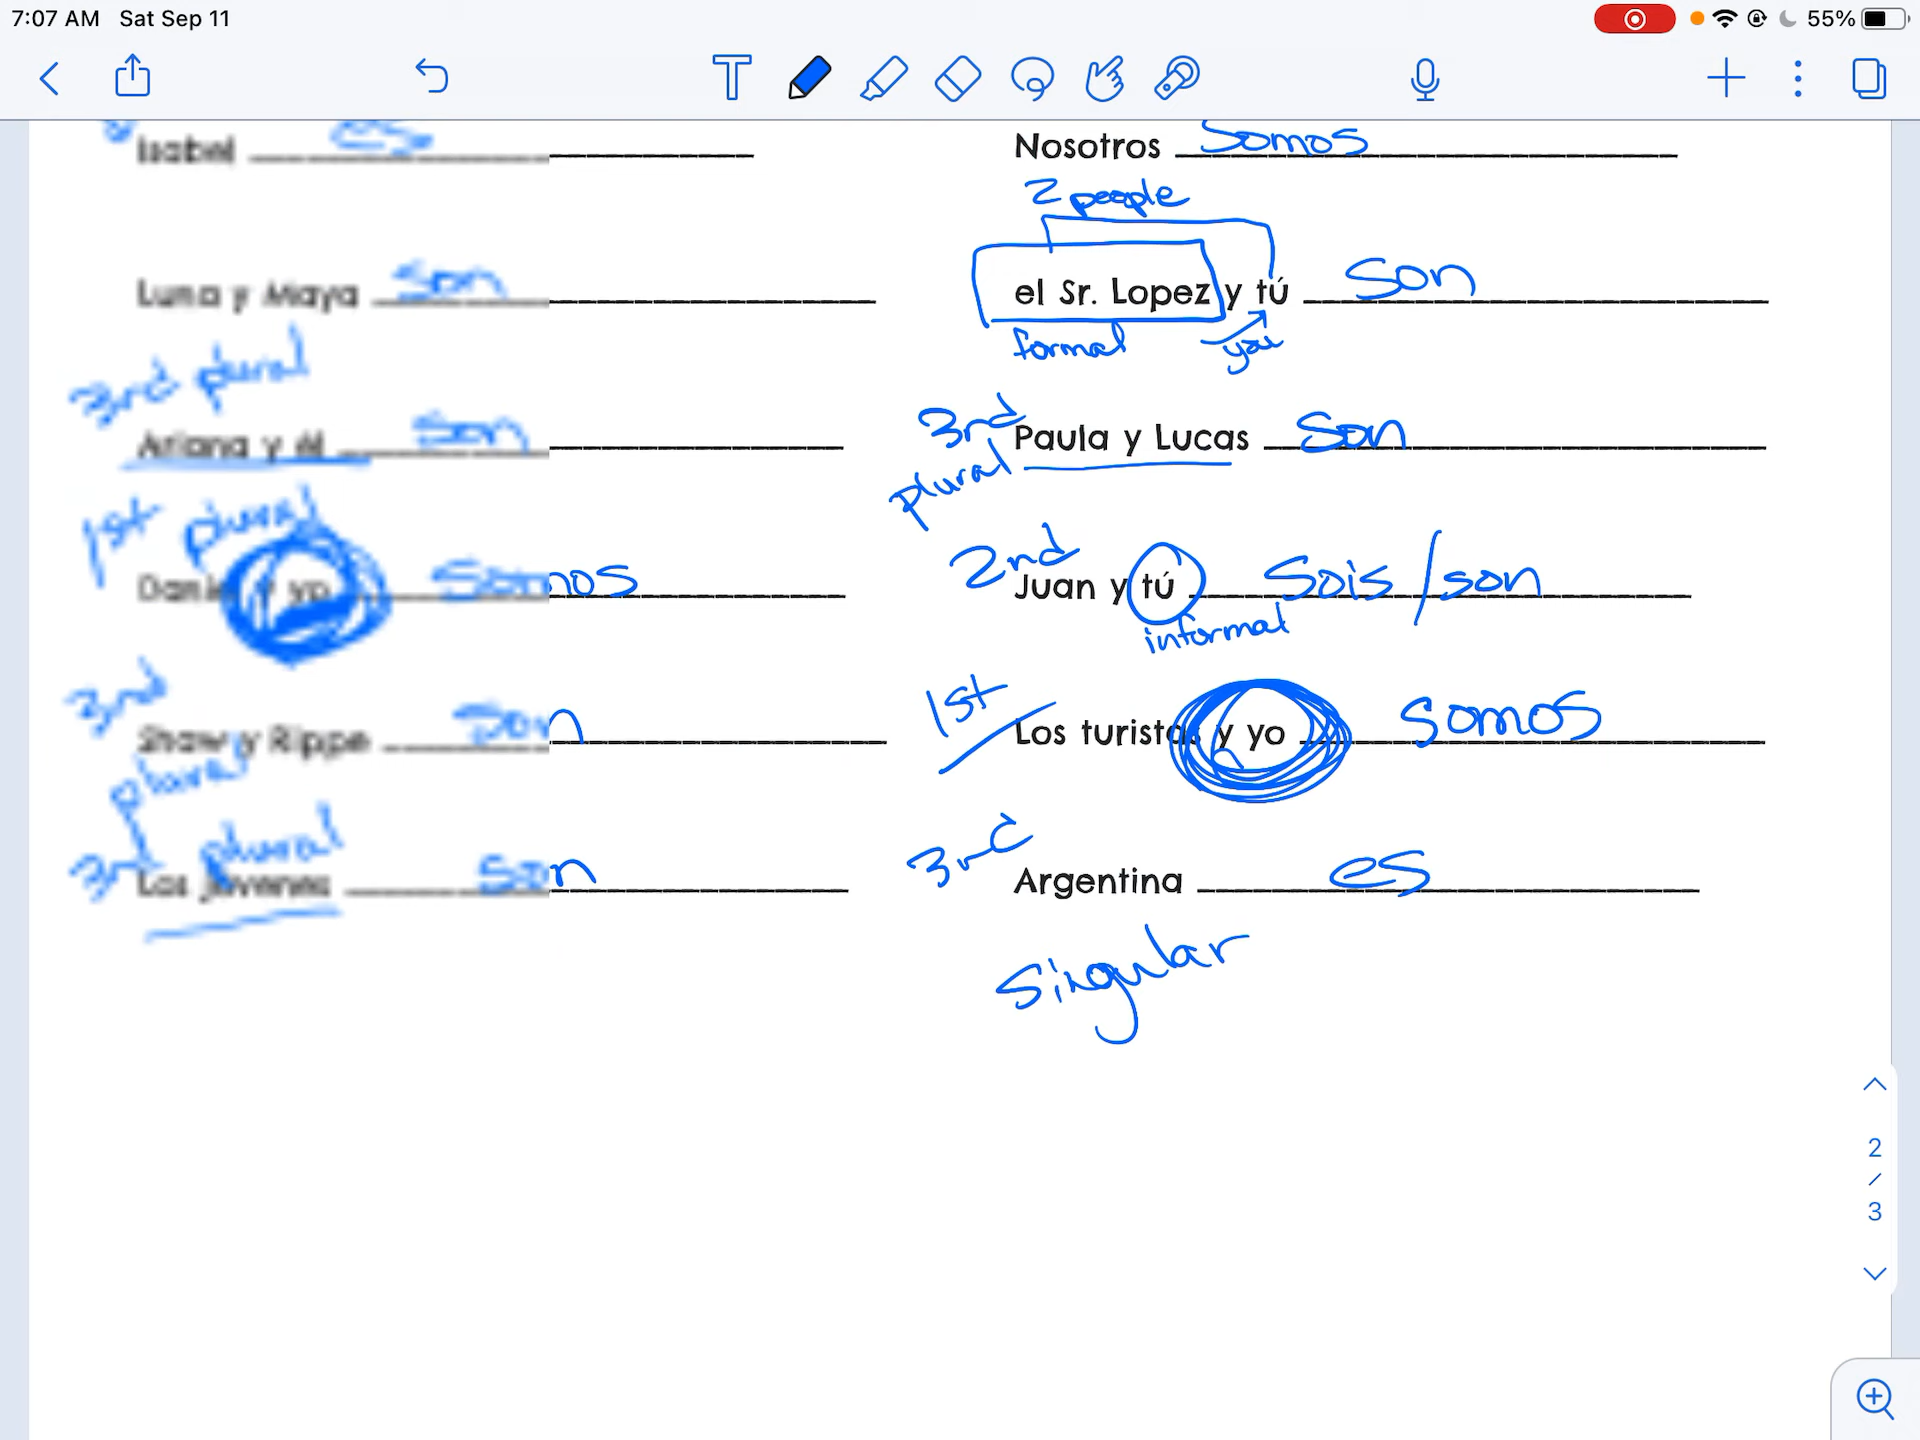 7:07 AM Sat Sep 11
55%
Isabel es
Luna y Maya son
3rd plural
Ariana y él son
1st plural
y yo somos
3rd
Shaw y Rippe son
plural
3rd plural
Los jóvenes son
Nosotros somos
2 people
el Sr. Lopez y tú son
formal you
3rd
plural
Paula y Lucas son
2nd
Juan y tú sois/son
informal
1st
Los turistas y yo somos
3rd
Argentina es
singular
2
/
3